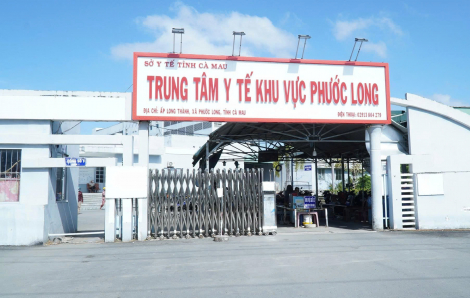 SỞ Y TẾ TỈNH CÀ MAU
TRUNG TÂM Y TẾ KHU VỰC PHƯỚC LONG
ĐỊA CHỈ: ẤP LONG THÀNH, XÃ PHƯỚC LONG, TỈNH CÀ MAU
ĐIỆN THOẠI: 02913 864 279